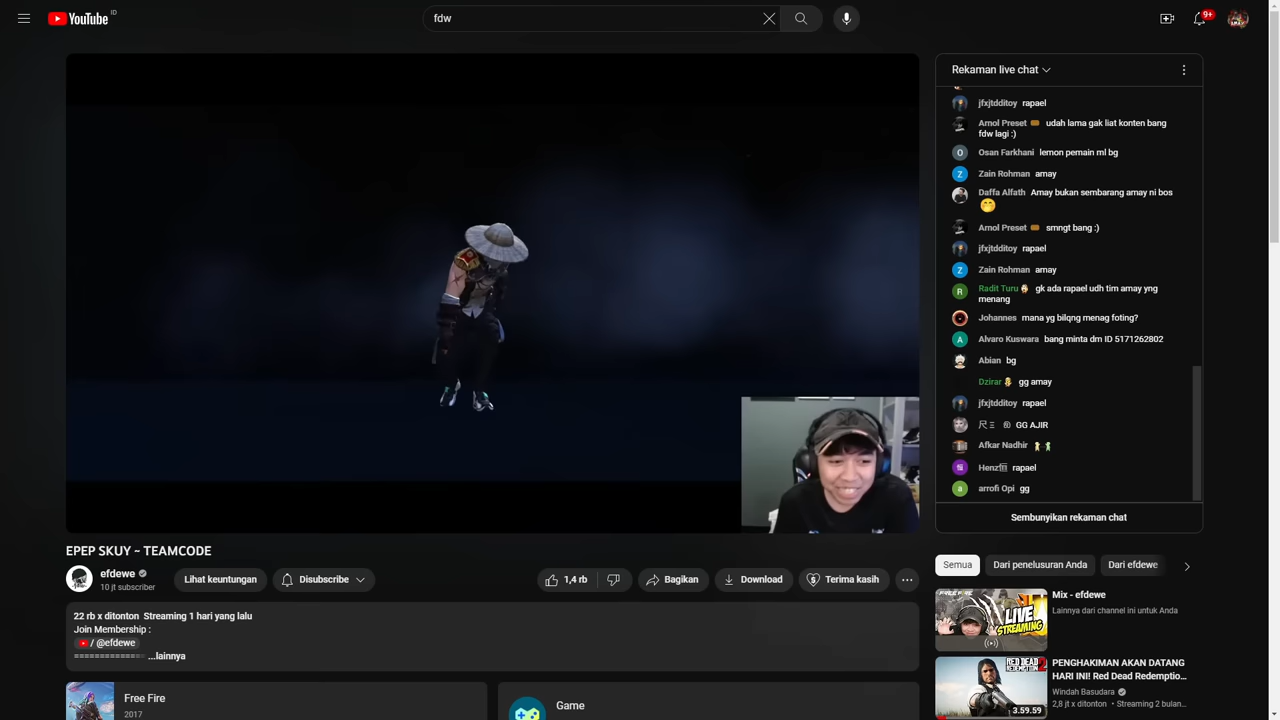 YouTube ID
fdw
9+
Rekaman live chat
jfxjtdditoy rapael
Arnol Preset udah lama gak liat konten bang
fdw lagi :)
O
Osan Farkhani lemon pemain ml bg
Z
Zain Rohman amay
Daffa Alfath Amay bukan sembarang amay ni bos
Arnol Preset smngt bang :)
jfxjtdditoy rapael
Z
Zain Rohman amay
R
Radit Turu gk ada rapael udh tim amay yng
menang
Johannes mana yg bilqng menag foting?
A
Alvaro Kuswara bang minta dm ID 5171262802
Abian bg
Dzirar gg amay
jfxjtdditoy rapael
GG AJIR
Afkar Nadhir
rapael
a
arrofi Opi gg
Sembunyikan rekaman chat
EPEP SKUY ~ TEAMCODE
efdewe
10 jt subscriber
Lihat keuntungan
Disubscribe
1,4 rb
Bagikan
Download
Terima kasih
22 rb x ditonton Streaming 1 hari yang lalu
Join Membership :
/ @efdewe
============= ...lainnya
Free Fire
2017
Game
Semua
Dari penelusuran Anda
Dari efdewe
FREE FIRE
LIVE
STREAMING
Mix - efdewe
Lainnya dari channel ini untuk Anda
RED DEAD
REDEMPTION
3.59.59
PENGHAKIMAN AKAN DATANG
HARI INI! Red Dead Redemptio...
Windah Basudara
2,8 jt x ditonton • Streaming 2 bulan...